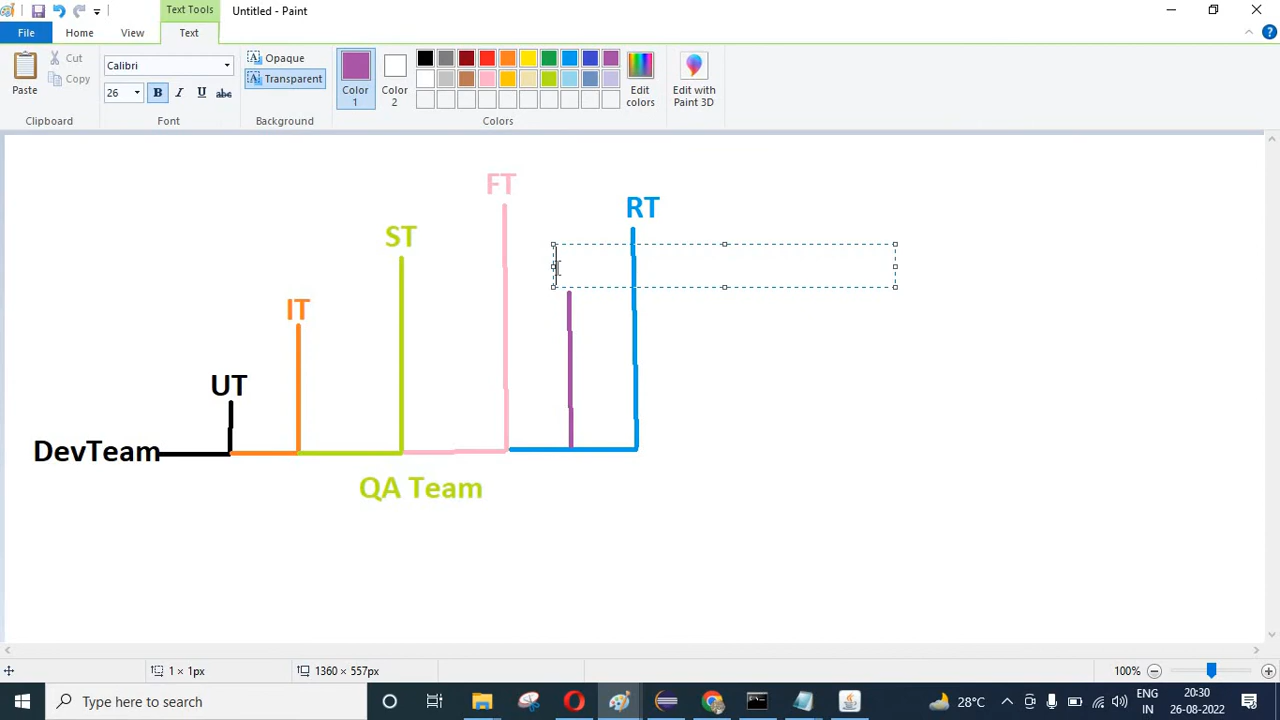 Text Tools
Untitled - Paint
File
Home
View
Text
Paste
Cut
Copy
Clipboard
Calibri
26
B
I
U
abc
Font
Opaque
Transparent
Background
Color 1
Color 2
Edit colors
Colors
Edit with Paint 3D
FT
RT
ST
IT
UT
DevTeam
QA Team
1 × 1px
1360 × 557px
100%
Type here to search
28°C
ENG
IN
20:30
26-08-2022